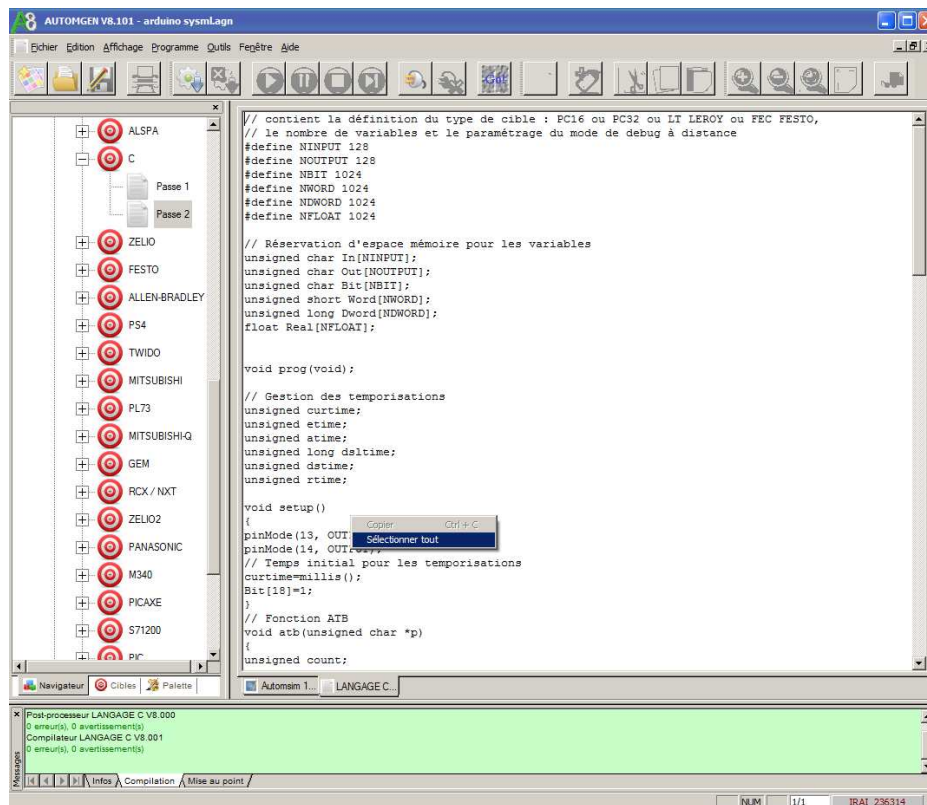 AUTOMGEN V8.101 - arduino sysml.agn
Fichier Edition Affichage Programme Outils Fenêtre Aide
Gút
ALSPA
C
Passe 1
Passe 2
ZELIO
FESTO
ALLEN-BRADLEY
PS4
TWIDO
MITSUBISHI
PL73
MITSUBISHI-Q
GEM
RCX / NXT
ZELIO2
PANASONIC
M340
PICAXE
S71200
PIC
Navigateur Cibles Palette
// contient la définition du type de cible : PC16 ou PC32 ou LT LEROY ou FEC FESTO,
// le nombre de variables et le paramétrage du mode de debug à distance
#define NINPUT 128
#define NOUTPUT 128
#define NBIT 1024
#define NWORD 1024
#define NDWORD 1024
#define NFLOAT 1024
// Réservation d'espace mémoire pour les variables
unsigned char In[NINPUT];
unsigned char Out[NOUTPUT];
unsigned char Bit[NBIT];
unsigned short Word[NWORD];
unsigned long Dword[NDWORD];
float Real[NFLOAT];
void prog(void);
// Gestion des temporisations
unsigned curtime;
unsigned etime;
unsigned atime;
unsigned long dsltime;
unsigned dstime;
unsigned rtime;
void setup()
{
Copier Ctrl + C
pinMode(13, OUT
Sélectionner tout
pinMode(14, OUTPUT);
// Temps initial pour les temporisations
curtime=millis();
Bit[18]=1;
}
// Fonction ATB
void atb(unsigned char *p)
{
unsigned count;
Automsim 1... LANGAGE C...
Messages
Post-processeur LANGAGE C V8.000
0 erreur(s), 0 avertissement(s)
Compilateur LANGAGE C V8.001
0 erreur(s), 0 avertissement(s)
Infos Compilation Mise au point
NUM 1/1 IRAI 236314